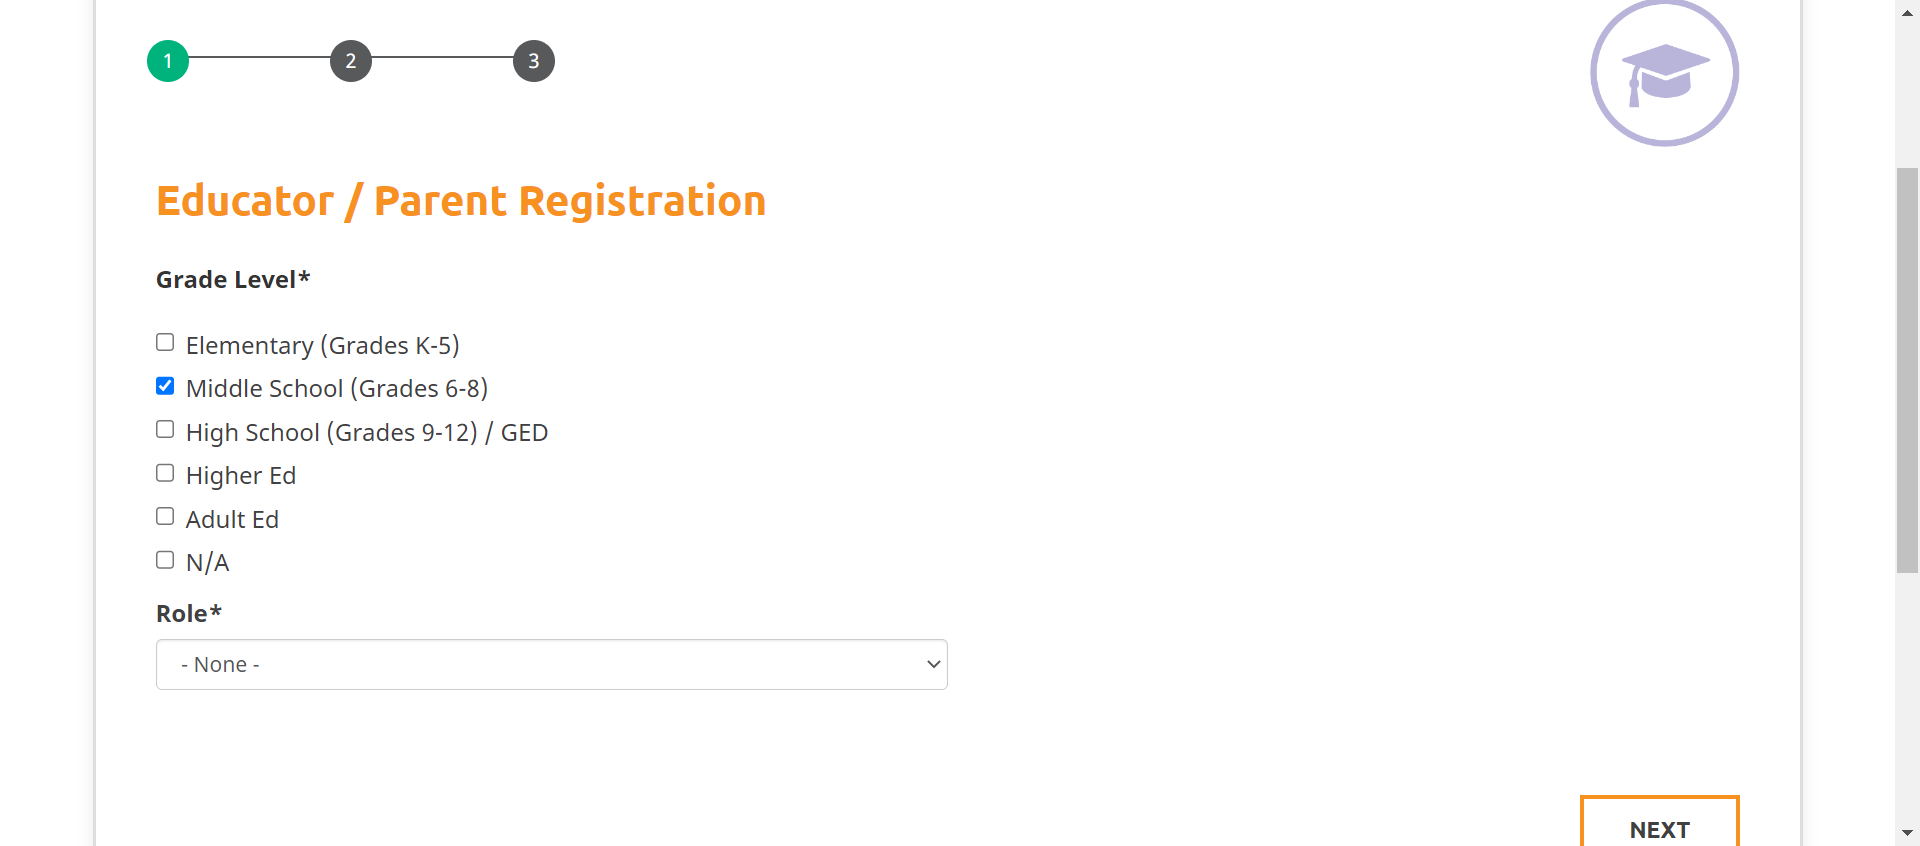 1 2 3
Educator / Parent Registration
Grade Level*
Elementary (Grades K-5)
Middle School (Grades 6-8)
High School (Grades 9-12) / GED
Higher Ed
Adult Ed
N/A
Role*
- None -
NEXT